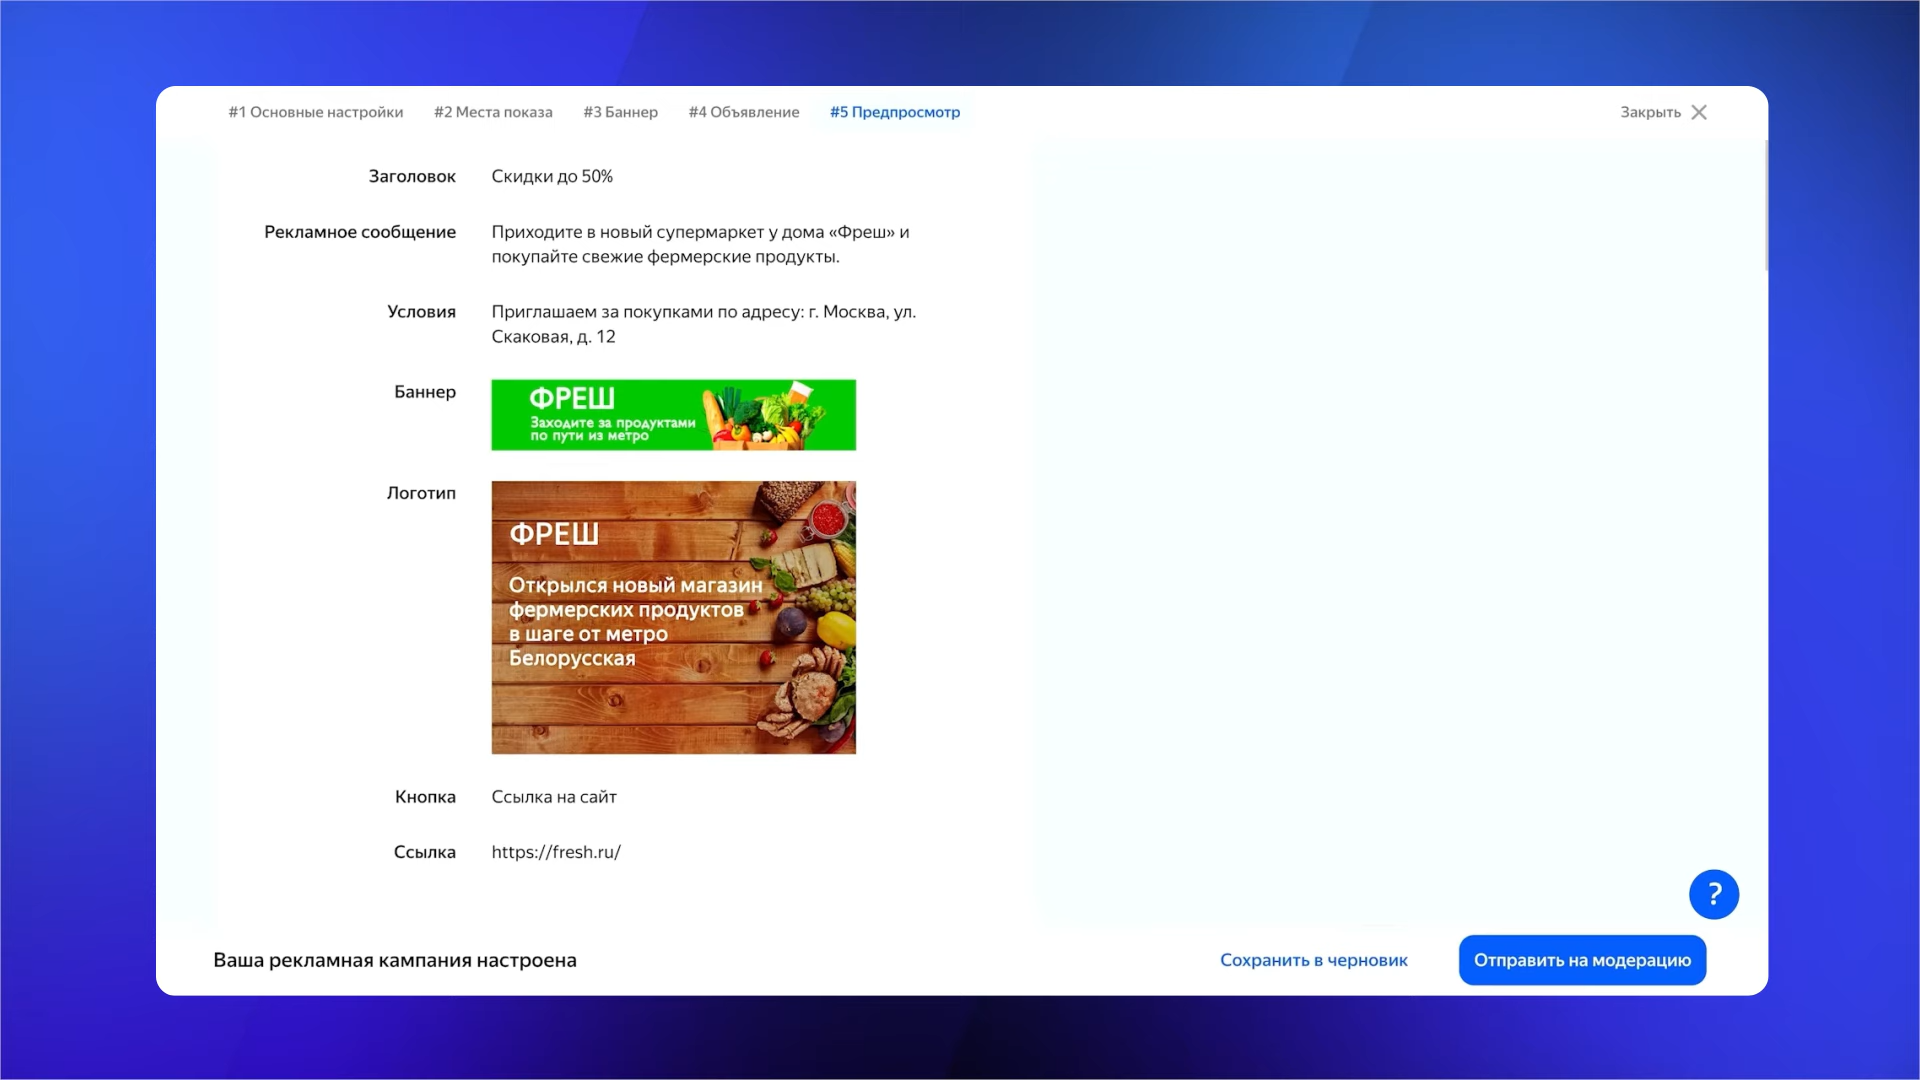 #1 Основные настройки #2 Места показа #3 Баннер #4 Объявление #5 Предпросмотр Закрыть
Заголовок Скидки до 50%
Рекламное сообщение Приходите в новый супермаркет у дома «Фреш» и
покупайте свежие фермерские продукты.
Условия Приглашаем за покупками по адресу: г. Москва, ул.
Скаковая, д. 12
Баннер
ФРЕШ
Заходите за продуктами
по пути из метро
Логотип
ФРЕШ
Открылся новый магазин
фермерских продуктов
в шаге от метро
Белорусская
Кнопка Ссылка на сайт
Ссылка https://fresh.ru/
?
Ваша рекламная кампания настроена Сохранить в черновик Отправить на модерацию